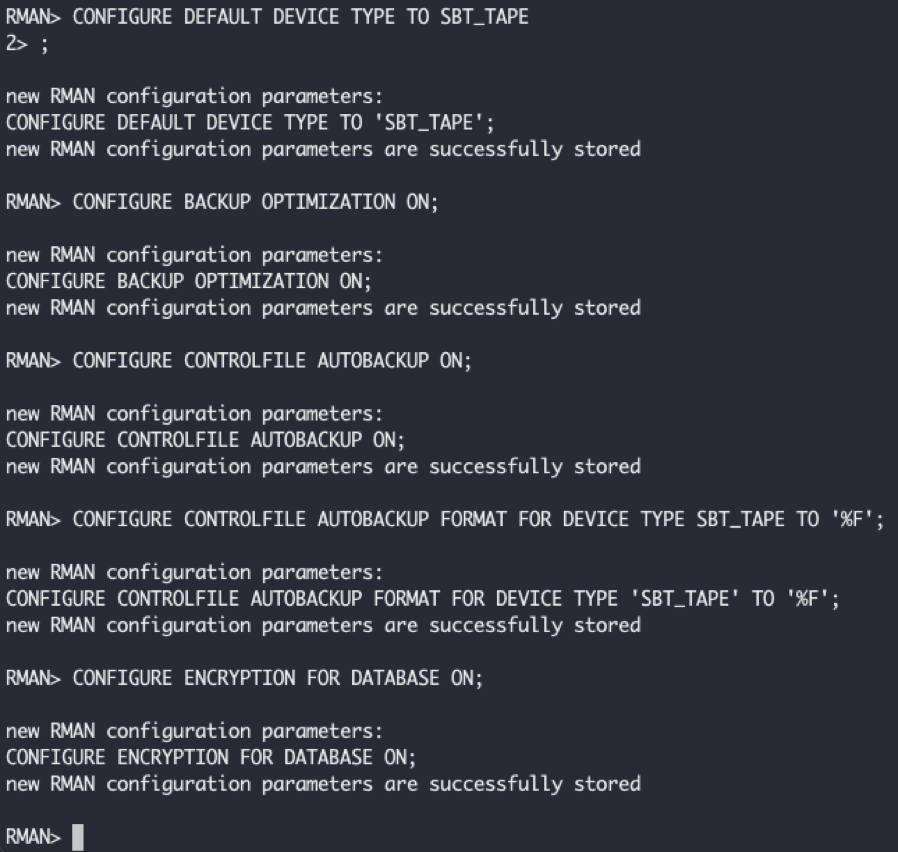 RMAN> CONFIGURE DEFAULT DEVICE TYPE TO SBT_TAPE
2> ;
new RMAN configuration parameters:
CONFIGURE DEFAULT DEVICE TYPE TO 'SBT_TAPE';
new RMAN configuration parameters are successfully stored
RMAN> CONFIGURE BACKUP OPTIMIZATION ON;
new RMAN configuration parameters:
CONFIGURE BACKUP OPTIMIZATION ON;
new RMAN configuration parameters are successfully stored
RMAN> CONFIGURE CONTROLFILE AUTOBACKUP ON;
new RMAN configuration parameters:
CONFIGURE CONTROLFILE AUTOBACKUP ON;
new RMAN configuration parameters are successfully stored
RMAN> CONFIGURE CONTROLFILE AUTOBACKUP FORMAT FOR DEVICE TYPE SBT_TAPE TO '%F';
new RMAN configuration parameters:
CONFIGURE CONTROLFILE AUTOBACKUP FORMAT FOR DEVICE TYPE 'SBT_TAPE' TO '%F';
new RMAN configuration parameters are successfully stored
RMAN> CONFIGURE ENCRYPTION FOR DATABASE ON;
new RMAN configuration parameters:
CONFIGURE ENCRYPTION FOR DATABASE ON;
new RMAN configuration parameters are successfully stored
RMAN>